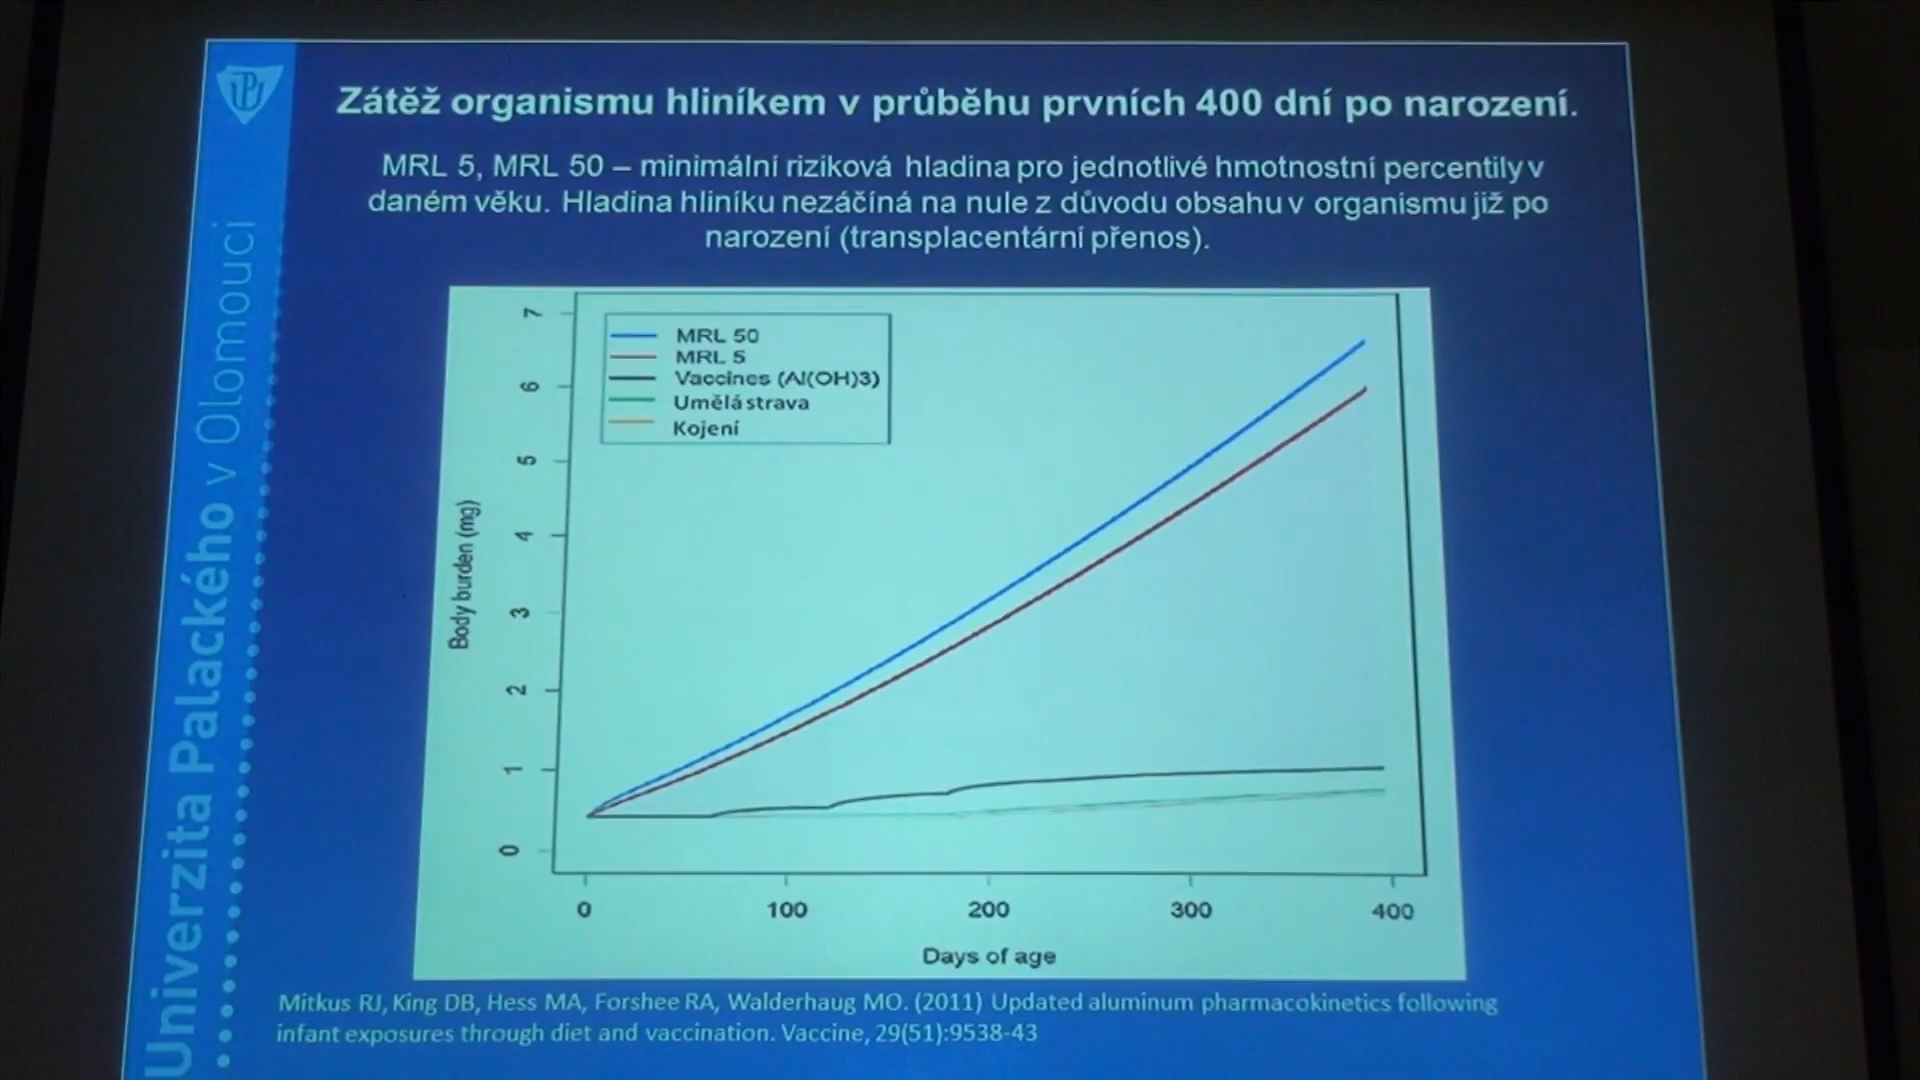 Zátěž organismu hliníkem v průběhu prvních 400 dní po narození.
MRL 5, MRL 50 – minimální riziková hladina pro jednotlivé hmotnostní percentily v
daném věku. Hladina hliníku nezáčíná na nule z důvodu obsahu v organismu již po
narození (transplacentární přenos).
Univerzita Palackého v Olomouci
MRL 50
MRL 5
Vaccines (Al(OH)3)
Umělá strava
Kojení
Body burden (mg)
7
6
5
4
3
2
1
0
0 100 200 300 400
Days of age
Mitkus RJ, King DB, Hess MA, Forshee RA, Walderhaug MO. (2011) Updated aluminum pharmacokinetics following
infant exposures through diet and vaccination. Vaccine, 29(51):9538-43